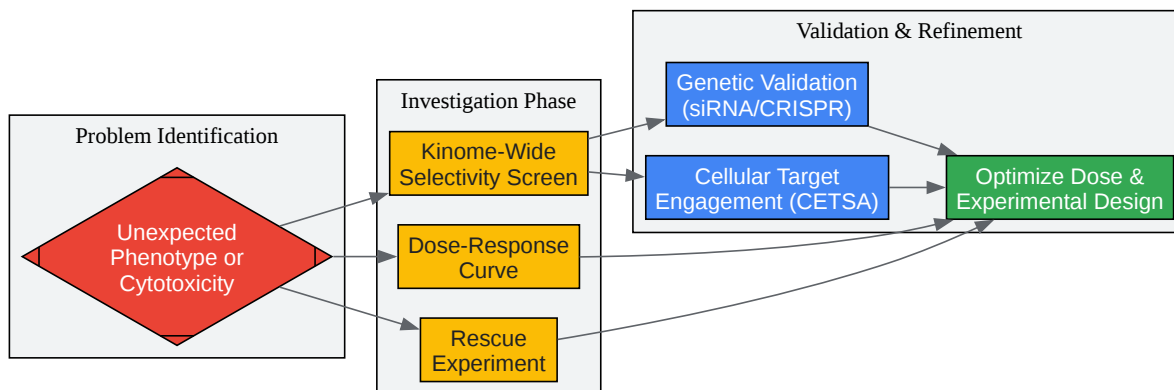 Problem Identification
Unexpected
Phenotype or
Cytotoxicity
Investigation Phase
Kinome-Wide
Selectivity Screen
Dose-Response
Curve
Rescue
Experiment
Validation & Refinement
Genetic Validation
(siRNA/CRISPR)
Cellular Target
Engagement (CETSA)
Optimize Dose &
Experimental Design